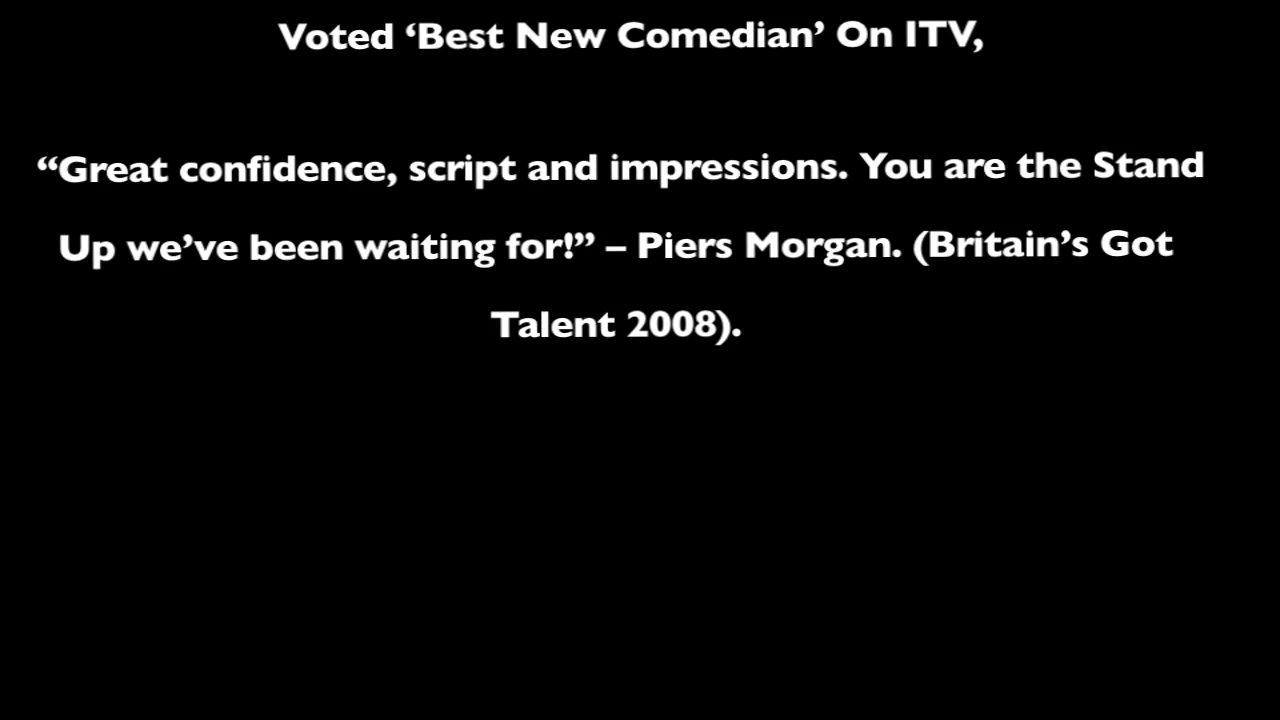 Voted ‘Best New Comedian’ On ITV,
“Great confidence, script and impressions. You are the Stand
Up we’ve been waiting for!” – Piers Morgan. (Britain’s Got
Talent 2008).